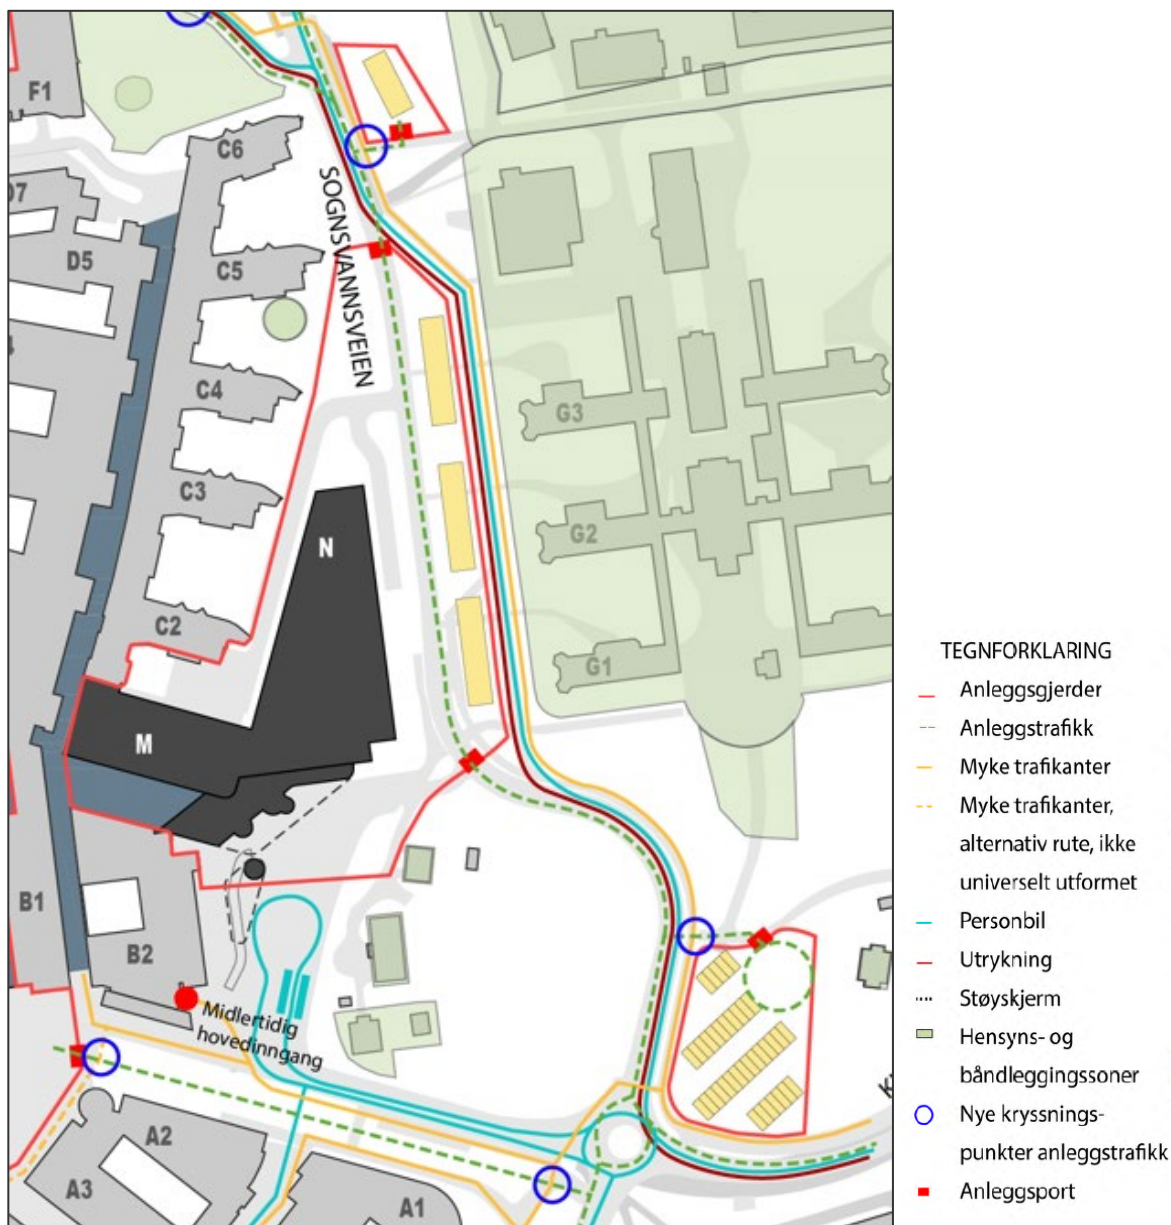 F1
C6
D7
D5
C5
SOGNSVANNSVEIEN
C4
G3
C3
N
G2
C2
G1
M
B1
B2
Midlertidig
hovedinngang
A2
A3
A1
TEGNFORKLARING
Anleggsgjerder
Anleggstrafikk
Myke trafikanter
Myke trafikanter,
alternativ rute, ikke
universelt utformet
Personbil
Utrykning
Støyskjerm
Hensyns- og
båndleggingssoner
Nye kryssnings-
punkter anleggstrafikk
Anleggsport